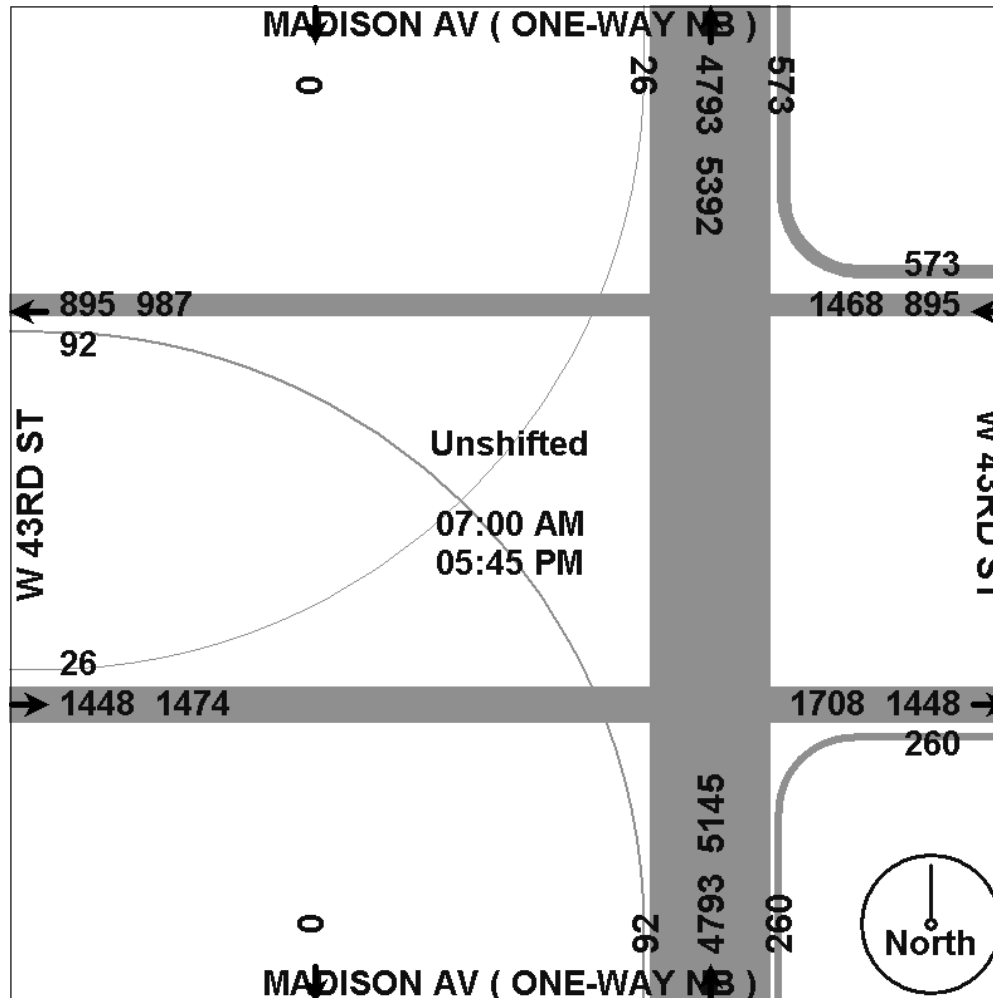 MADISON AV ( ONE-WAY NB )
0
26
4793 5392
573
573
895 987
1468 895
92
W 43RD ST
W 43RD ST
Unshifted
07:00 AM
05:45 PM
26
1448 1474
1708 1448
260
0
92
4793 5145
260
North
MADISON AV ( ONE-WAY NB )